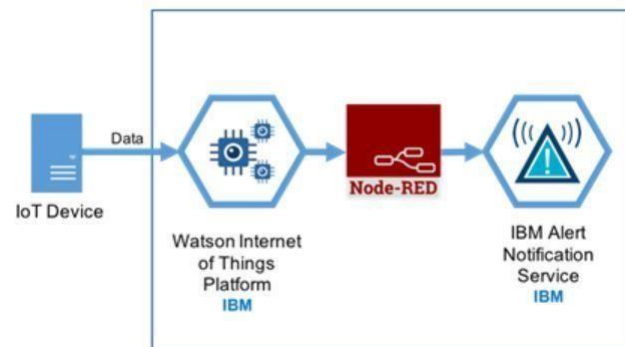 Data
IoT Device
Watson Internet
of Things
Platform
IBM
Node-RED
IBM Alert
Notification
Service
IBM